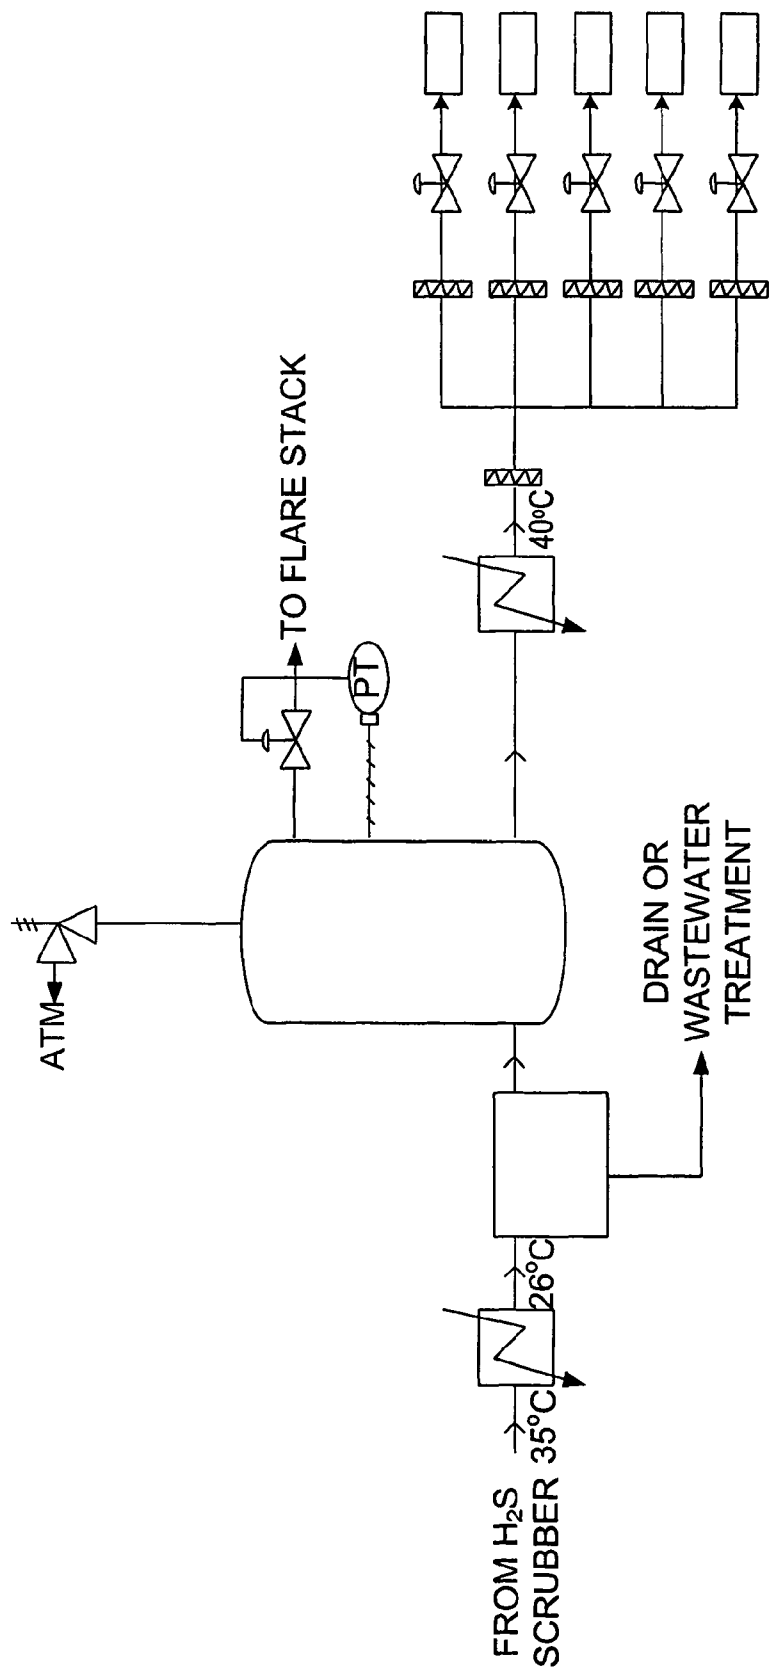 FROM H₂S
SCRUBBER 35°C
26°C
DRAIN OR
WASTEWATER
TREATMENT
ATM
PT
TO FLARE STACK
40°C